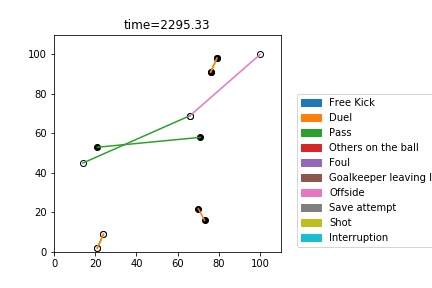 time=2295.33
100
80
60
40
20
0
0
20
40
60
80
100
Free Kick
Duel
Pass
Others on the ball
Foul
Goalkeeper leaving l
Offside
Save attempt
Shot
Interruption